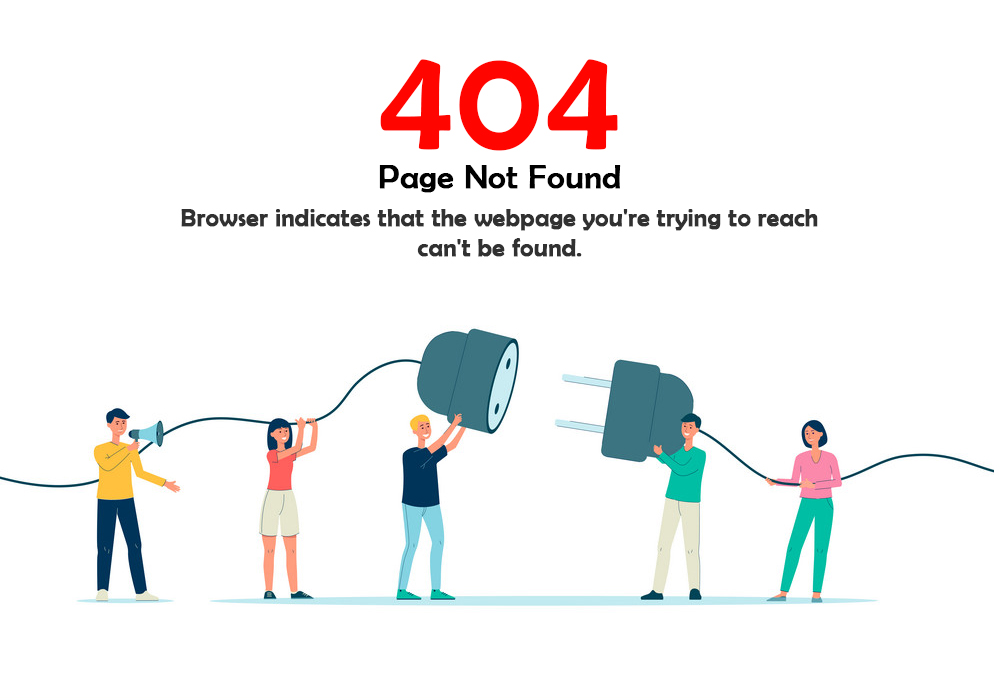 404
Page Not Found
Browser indicates that the webpage you're trying to reach
can't be found.